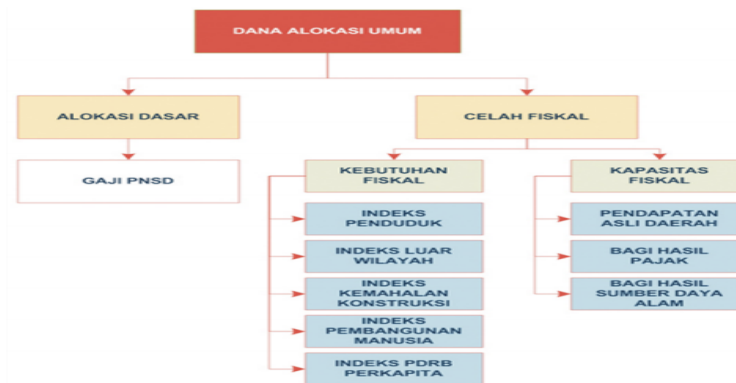 DANA ALOKASI UMUM
ALOKASI DASAR
CELAH FISKAL
GAJI PNSD
KEBUTUHAN
FISKAL
KAPASITAS
FISKAL
INDEKS
PENDUDUK
PENDAPATAN
ASLI DAERAH
INDEKS LUAR
WILAYAH
BAGI HASIL
PAJAK
INDEKS
KEMAHALAN
KONSTRUKSI
BAGI HASIL
SUMBER DAYA
ALAM
INDEKS
PEMBANGUNAN
MANUSIA
INDEKS PDRB
PERKAPITA